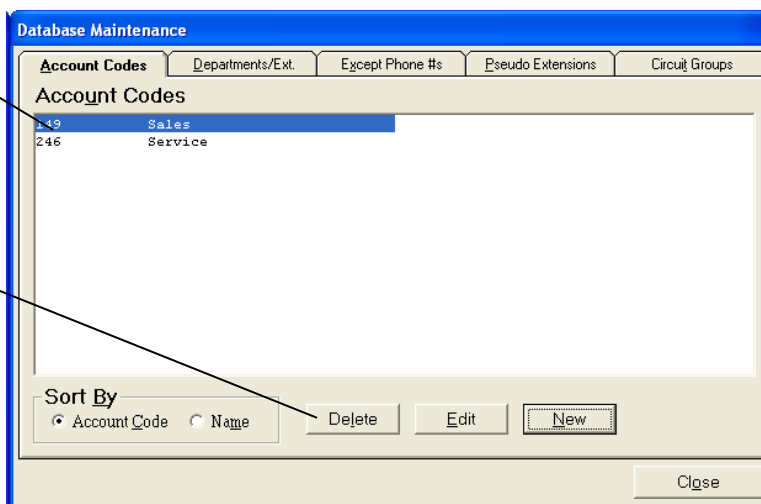 Database Maintenance
Account Codes Departments/Ext. Except Phone #s Pseudo Extensions Circuit Groups
Account Codes
149 Sales
246 Service
Sort By
Account Code Name Delete Edit New
Close